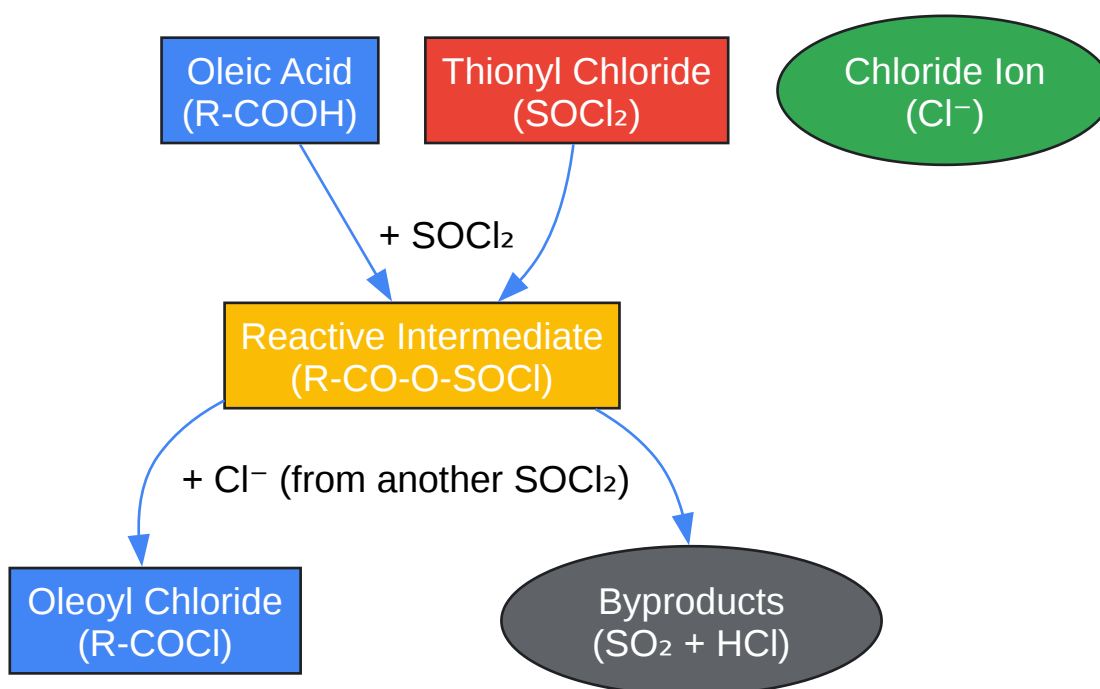 Oleic Acid
(R-COOH)
Thionyl Chloride
(SOCl₂)
Chloride Ion
(Cl⁻)
+ SOCl₂
Reactive Intermediate
(R-CO-O-SOCl)
+ Cl⁻ (from another SOCl₂)
Oleoyl Chloride
(R-COCl)
Byproducts
(SO₂ + HCl)